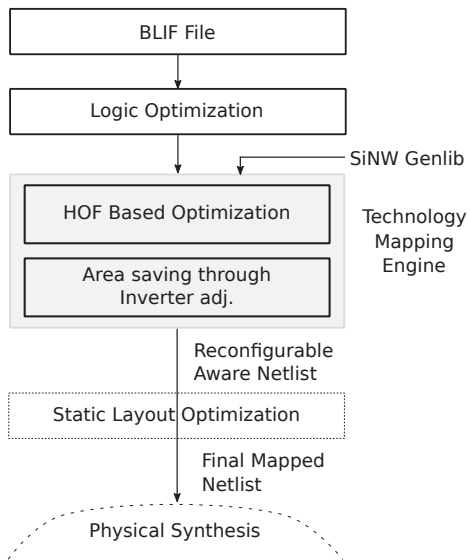 BLIF File
Logic Optimization
SiNW Genlib
HOF Based Optimization
Technology
Mapping
Engine
Area saving through
Inverter adj.
Reconfigurable
Aware Netlist
Static Layout Optimization
Final Mapped
Netlist
Physical Synthesis